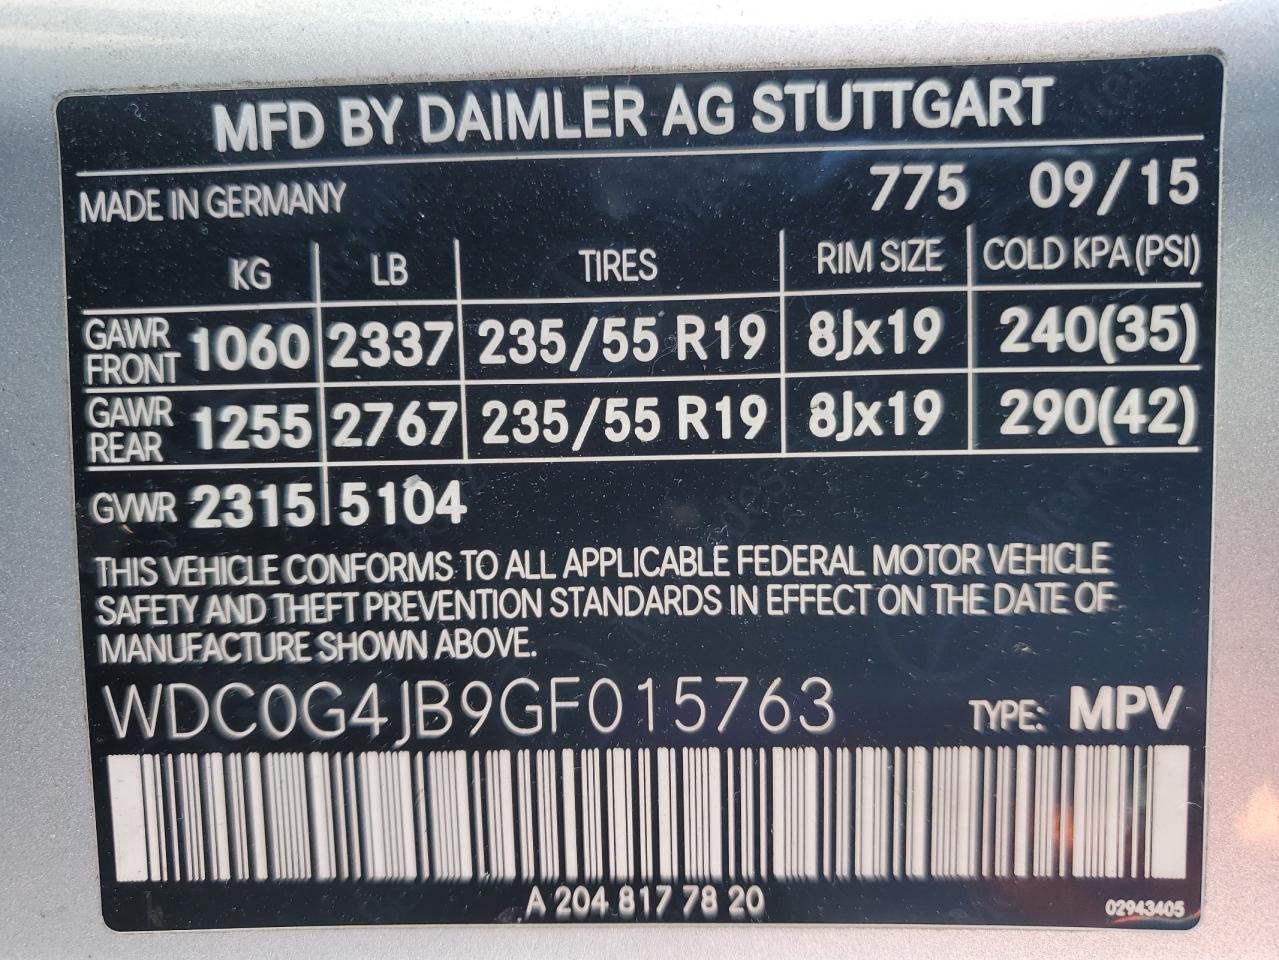 MFD BY DAIMLER AG STUTTGART
MADE IN GERMANY 775 09/15
KG LB TIRES RIM SIZE COLD KPA (PSI)
GAWR FRONT 1060 2337 235/55 R19 8Jx19 240(35)
GAWR REAR 1255 2767 235/55 R19 8Jx19 290(42)
GVWR 2315 5104
THIS VEHICLE CONFORMS TO ALL APPLICABLE FEDERAL MOTOR VEHICLE
SAFETY AND THEFT PREVENTION STANDARDS IN EFFECT ON THE DATE OF
MANUFACTURE SHOWN ABOVE.
WDC0G4JB9GF015763 TYPE: MPV
A 204 817 78 20
02943405